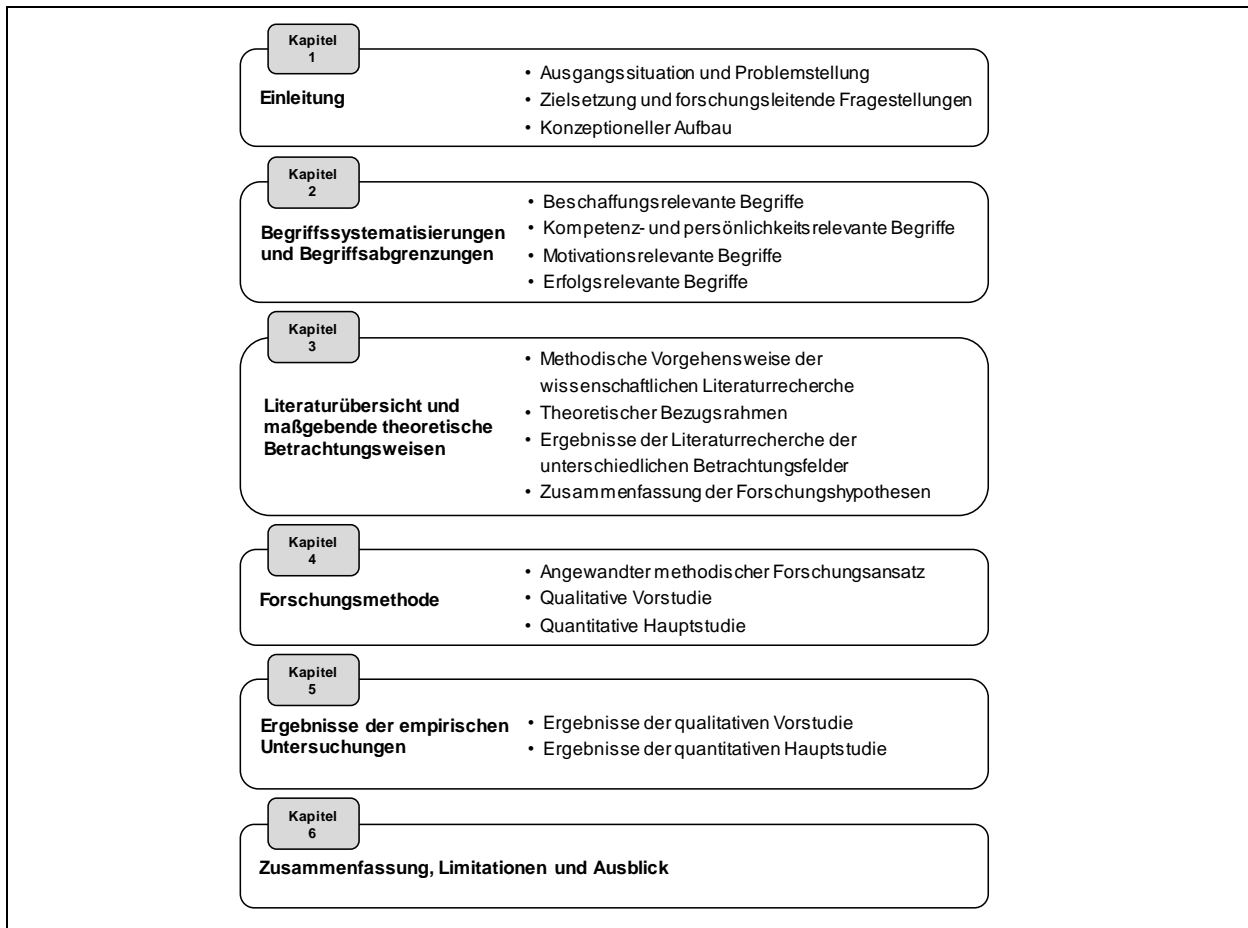 Kapitel
1
Einleitung
• Ausgangssituation und Problemstellung
• Zielsetzung und forschungsleitende Fragestellungen
• Konzeptioneller Aufbau
Kapitel
2
Begriffssystematisierungen
und Begriffsabgrenzungen
• Beschaffungsrelevante Begriffe
• Kompetenz- und persönlichkeitsrelevante Begriffe
• Motivationsrelevante Begriffe
• Erfolgsrelevante Begriffe
Kapitel
3
Literaturübersicht und
maßgebende theoretische
Betrachtungsweisen
• Methodische Vorgehensweise der
wissenschaftlichen Literaturrecherche
• Theoretischer Bezugsrahmen
• Ergebnisse der Literaturrecherche der
unterschiedlichen Betrachtungsfelder
• Zusammenfassung der Forschungshypothesen
Kapitel
4
Forschungsmethode
• Angewandter methodischer Forschungsansatz
• Qualitative Vorstudie
• Quantitative Hauptstudie
Kapitel
5
Ergebnisse der empirischen
Untersuchungen
• Ergebnisse der qualitativen Vorstudie
• Ergebnisse der quantitativen Hauptstudie
Kapitel
6
Zusammenfassung, Limitationen und Ausblick